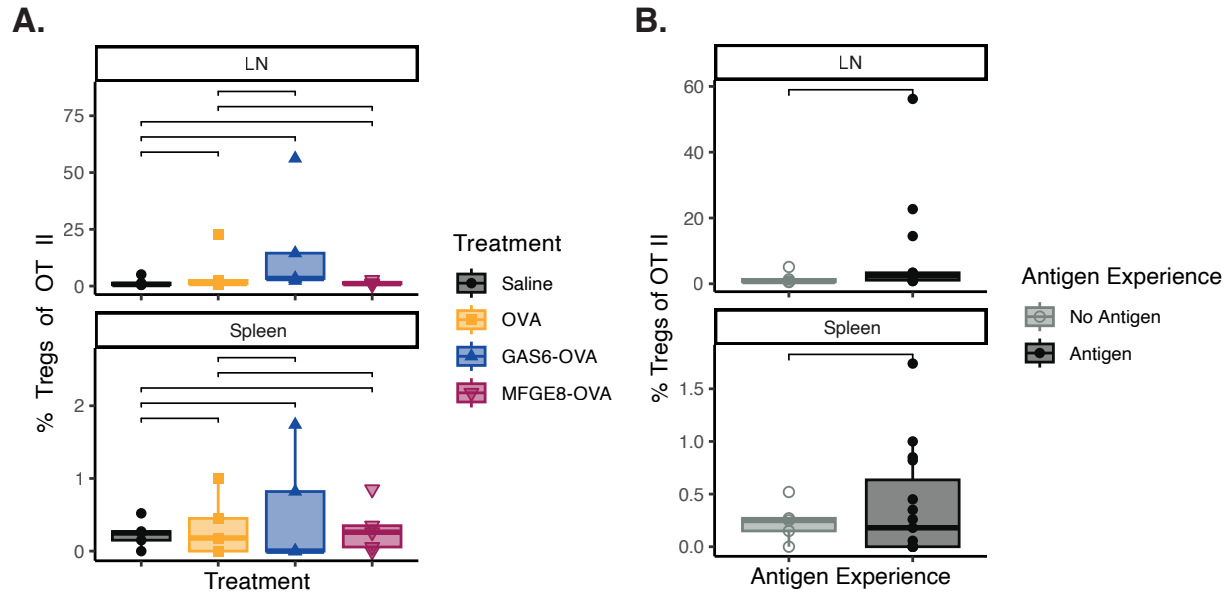 A.
LN
75
50
25
0
Spleen
2
1
0
% Tregs of OT II
Treatment
Treatment
Saline
OVA
GAS6-OVA
MFGE8-OVA
B.
LN
60
40
20
0
Spleen
1.5
1.0
0.5
0.0
% Tregs of OT II
Antigen Experience
Antigen Experience
No Antigen
Antigen